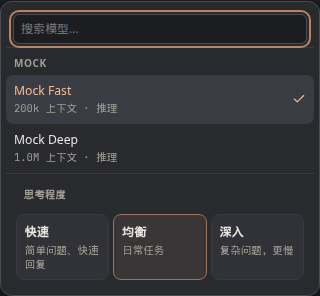 搜索模型…
MOCK
Mock Fast
200k 上下文 · 推理
Mock Deep
1.0M 上下文 · 推理
思考程度
快速
简单问题、快速
回复
均衡
日常任务
深入
复杂问题，更慢